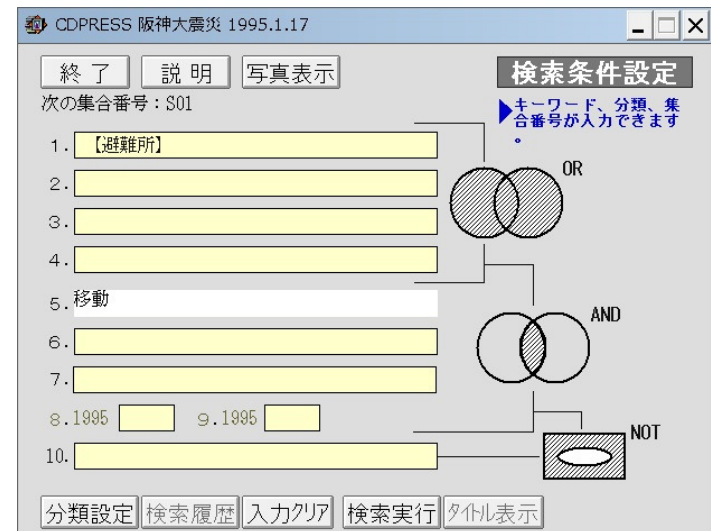 CDPRESS 阪神大震災 1995.1.17
終 了 説 明 写真表示 検索条件設定
次の集合番号：S01
キーワード、分類、集
合番号が入力できます
。
1. 【避難所】
OR
2.
3.
4.
5. 移動
AND
6.
7.
8.1995 9.1995
NOT
10.
分類設定 検索履歴 入力クリア 検索実行 タイトル表示